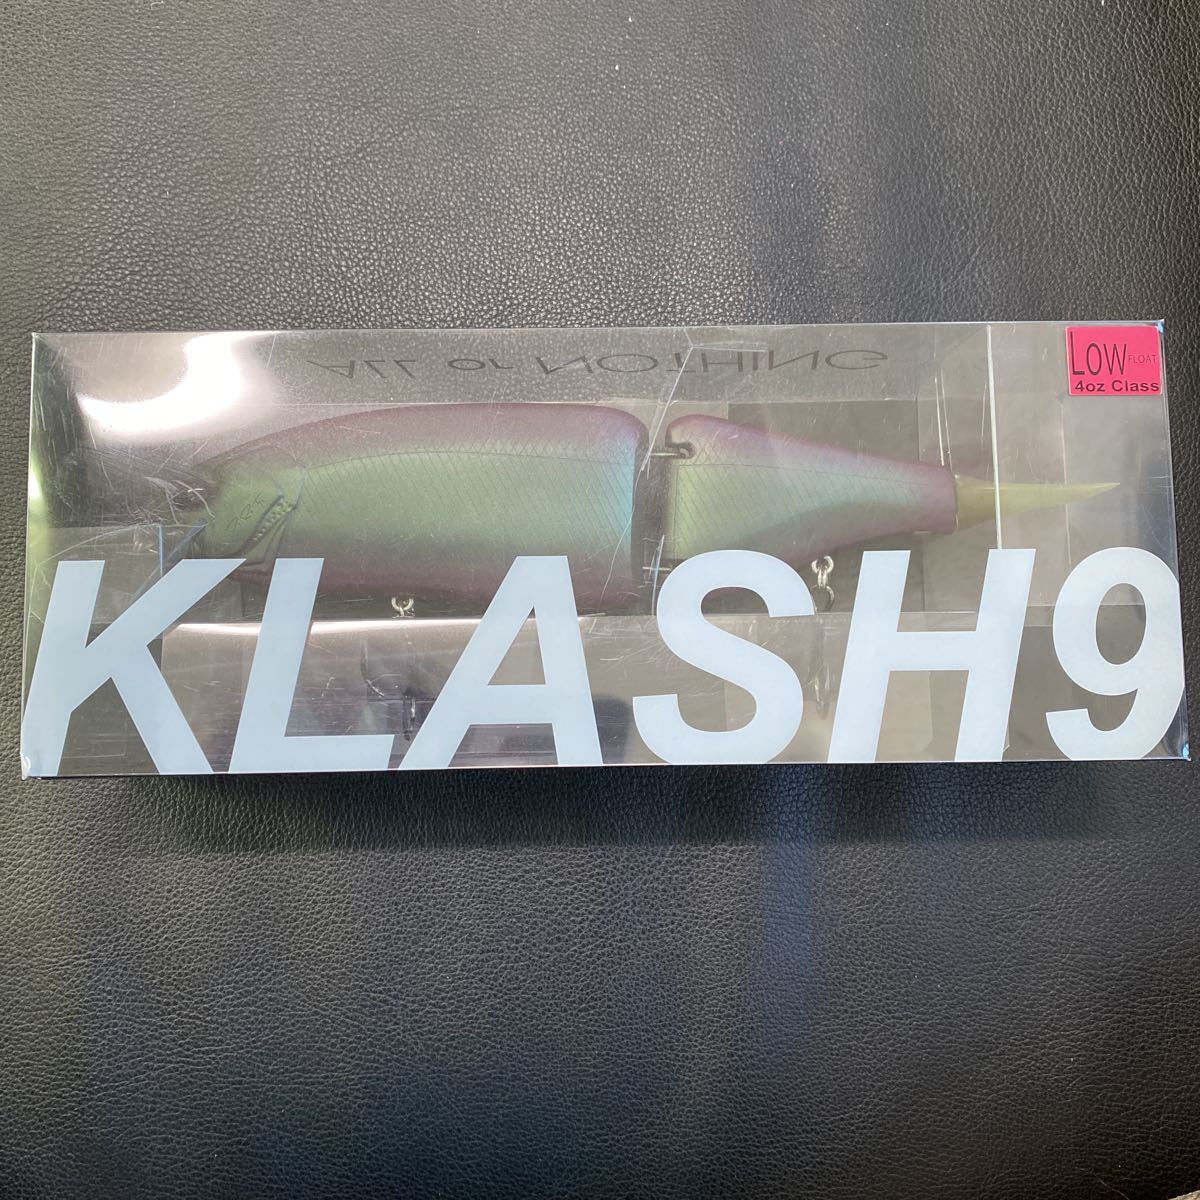 ALL or NOTHING
LOW FLOAT
4oz Class
KLASH9